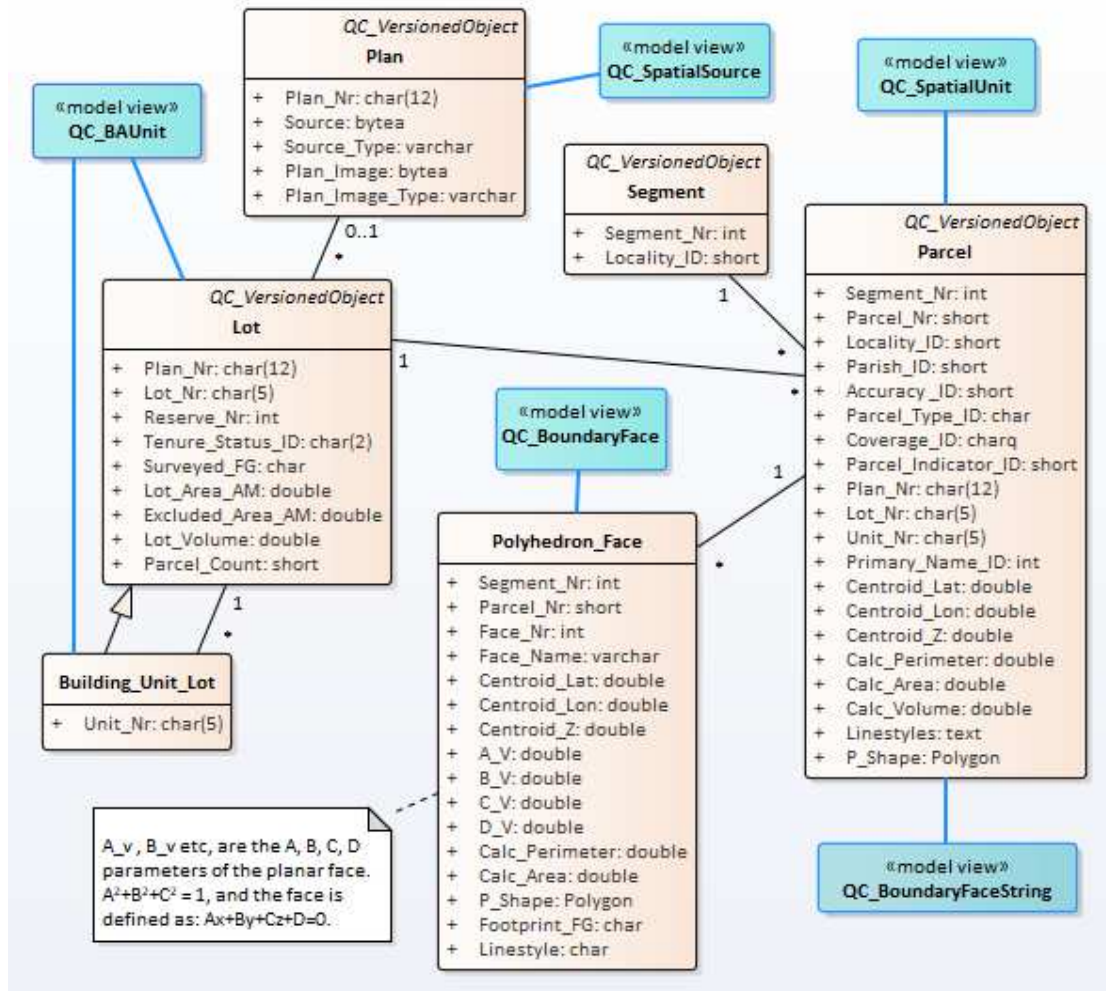 QC_VersionedObject
Plan
+ Plan_Nr: char(12)
+ Source: bytea
+ Source_Type: varchar
+ Plan_Image: bytea
+ Plan_Image_Type: varchar
«model view»
QC_SpatialSource
«model view»
QC_SpatialUnit
«model view»
QC_BAUnit
QC_VersionedObject
Segment
+ Segment_Nr: int
+ Locality_ID: short
0..1
*
1
*
QC_VersionedObject
Lot
+ Plan_Nr: char(12)
+ Lot_Nr: char(5)
+ Reserve_Nr: int
+ Tenure_Status_ID: char(2)
+ Surveyed_FG: char
+ Lot_Area_AM: double
+ Excluded_Area_AM: double
+ Lot_Volume: double
+ Parcel_Count: short
1
*
QC_VersionedObject
Parcel
+ Segment_Nr: int
+ Parcel_Nr: short
+ Locality_ID: short
+ Parish_ID: short
+ Accuracy_ID: short
+ Parcel_Type_ID: char
+ Coverage_ID: charq
+ Parcel_Indicator_ID: short
+ Plan_Nr: char(12)
+ Lot_Nr: char(5)
+ Unit_Nr: char(5)
+ Primary_Name_ID: int
+ Centroid_Lat: double
+ Centroid_Lon: double
+ Centroid_Z: double
+ Calc_Perimeter: double
+ Calc_Area: double
+ Calc_Volume: double
+ Linestyles: text
+ P_Shape: Polygon
«model view»
QC_BoundaryFace
1
*
1
*
Building_Unit_Lot
+ Unit_Nr: char(5)
Polyhedron_Face
+ Segment_Nr: int
+ Parcel_Nr: short
+ Face_Nr: int
+ Face_Name: varchar
+ Centroid_Lat: double
+ Centroid_Lon: double
+ Centroid_Z: double
+ A_V: double
+ B_V: double
+ C_V: double
+ D_V: double
+ Calc_Perimeter: double
+ Calc_Area: double
+ P_Shape: Polygon
+ Footprint_FG: char
+ Linestyle: char
A_v , B_v etc, are the A, B, C, D
parameters of the planar face.
A²+B²+C² = 1, and the face is
defined as: Ax+By+Cz+D=0.
«model view»
QC_BoundaryFaceString